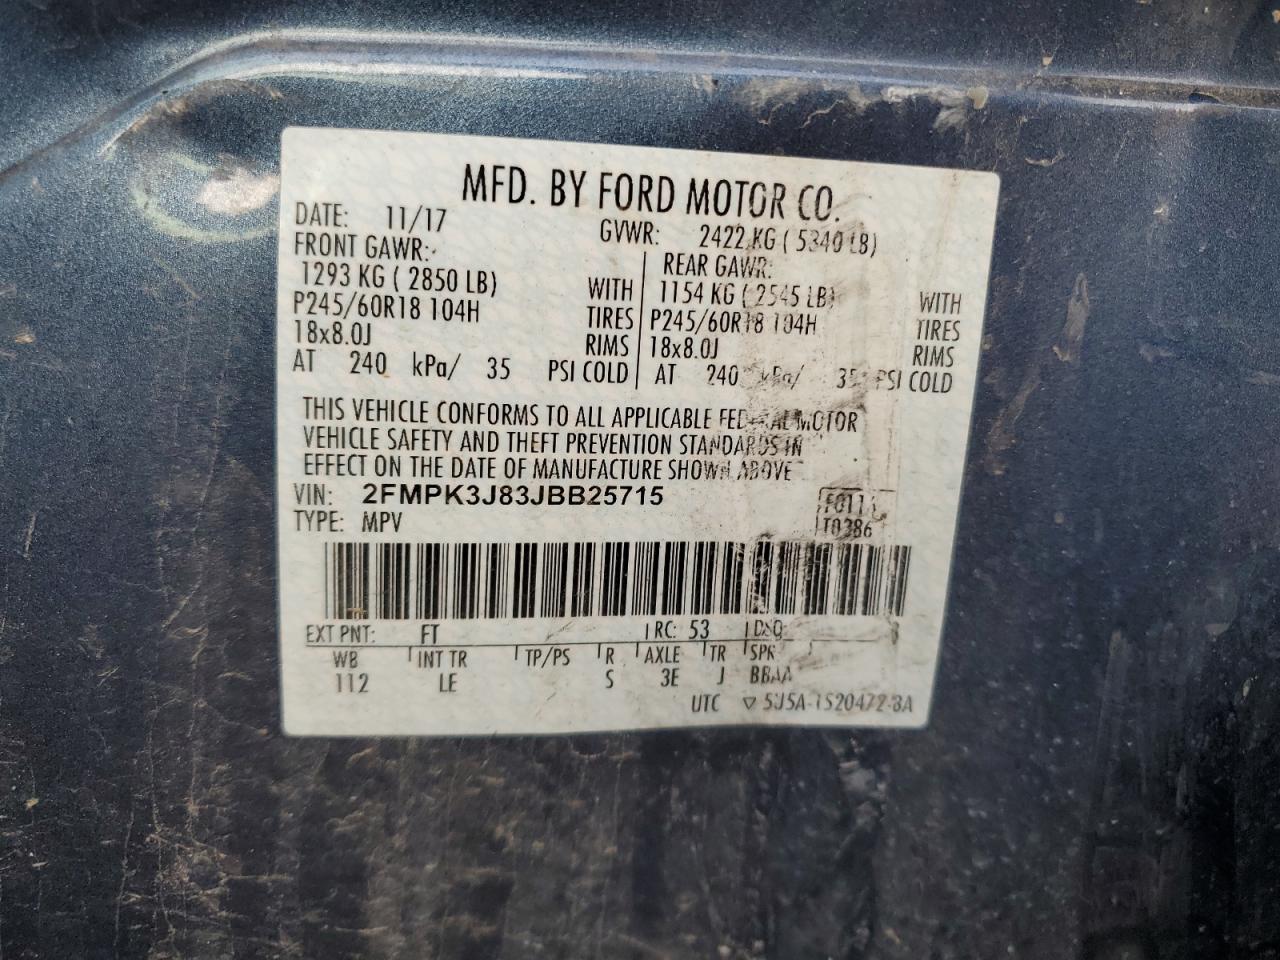 MFD. BY FORD MOTOR CO.
DATE: 11/17 GVWR: 2422 KG ( 5340 LB)
FRONT GAWR: REAR GAWR:
1293 KG ( 2850 LB) WITH 1154 KG ( 2545 LB) WITH
P245/60R18 104H TIRES P245/60R18 104H TIRES
18x8.0J RIMS 18x8.0J RIMS
AT 240 kPa/ 35 PSI COLD AT 240 kPa/ 35 PSI COLD
THIS VEHICLE CONFORMS TO ALL APPLICABLE FEDERAL MOTOR
VEHICLE SAFETY AND THEFT PREVENTION STANDARDS IN
EFFECT ON THE DATE OF MANUFACTURE SHOWN ABOVE
VIN: 2FMPK3J83JBB25715
TYPE: MPV
T0386
EXT PNT: FT RC: 53 DSO
WB INT TR TP/PS R AXLE TR SPR
112 LE S 3E J BBAA
UTC